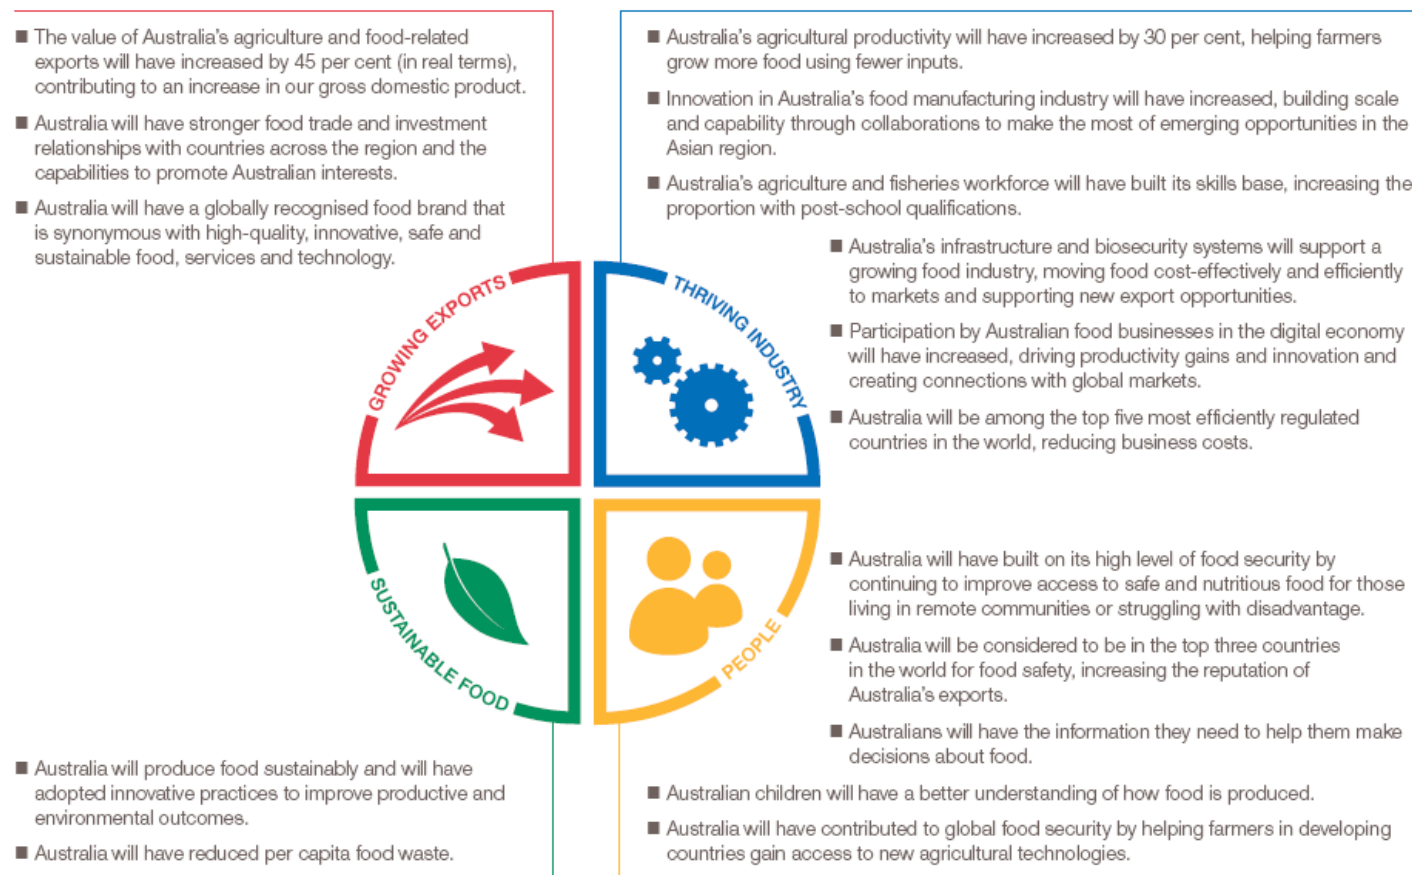 ■ The value of Australia's agriculture and food-related
exports will have increased by 45 per cent (in real terms),
contributing to an increase in our gross domestic product.
■ Australia will have stronger food trade and investment
relationships with countries across the region and the
capabilities to promote Australian interests.
■ Australia will have a globally recognised food brand that
is synonymous with high-quality, innovative, safe and
sustainable food, services and technology.
GROWING EXPORTS
■ Australia's agricultural productivity will have increased by 30 per cent, helping farmers
grow more food using fewer inputs.
■ Innovation in Australia's food manufacturing industry will have increased, building scale
and capability through collaborations to make the most of emerging opportunities in the
Asian region.
■ Australia's agriculture and fisheries workforce will have built its skills base, increasing the
proportion with post-school qualifications.
■ Australia's infrastructure and biosecurity systems will support a
growing food industry, moving food cost-effectively and efficiently
to markets and supporting new export opportunities.
■ Participation by Australian food businesses in the digital economy
will have increased, driving productivity gains and innovation and
creating connections with global markets.
■ Australia will be among the top five most efficiently regulated
countries in the world, reducing business costs.
THRIVING INDUSTRY
SUSTAINABLE FOOD
■ Australia will produce food sustainably and will have
adopted innovative practices to improve productive and
environmental outcomes.
■ Australia will have reduced per capita food waste.
PEOPLE
■ Australia will have built on its high level of food security by
continuing to improve access to safe and nutritious food for those
living in remote communities or struggling with disadvantage.
■ Australia will be considered to be in the top three countries
in the world for food safety, increasing the reputation of
Australia's exports.
■ Australians will have the information they need to help them make
decisions about food.
■ Australian children will have a better understanding of how food is produced.
■ Australia will have contributed to global food security by helping farmers in developing
countries gain access to new agricultural technologies.